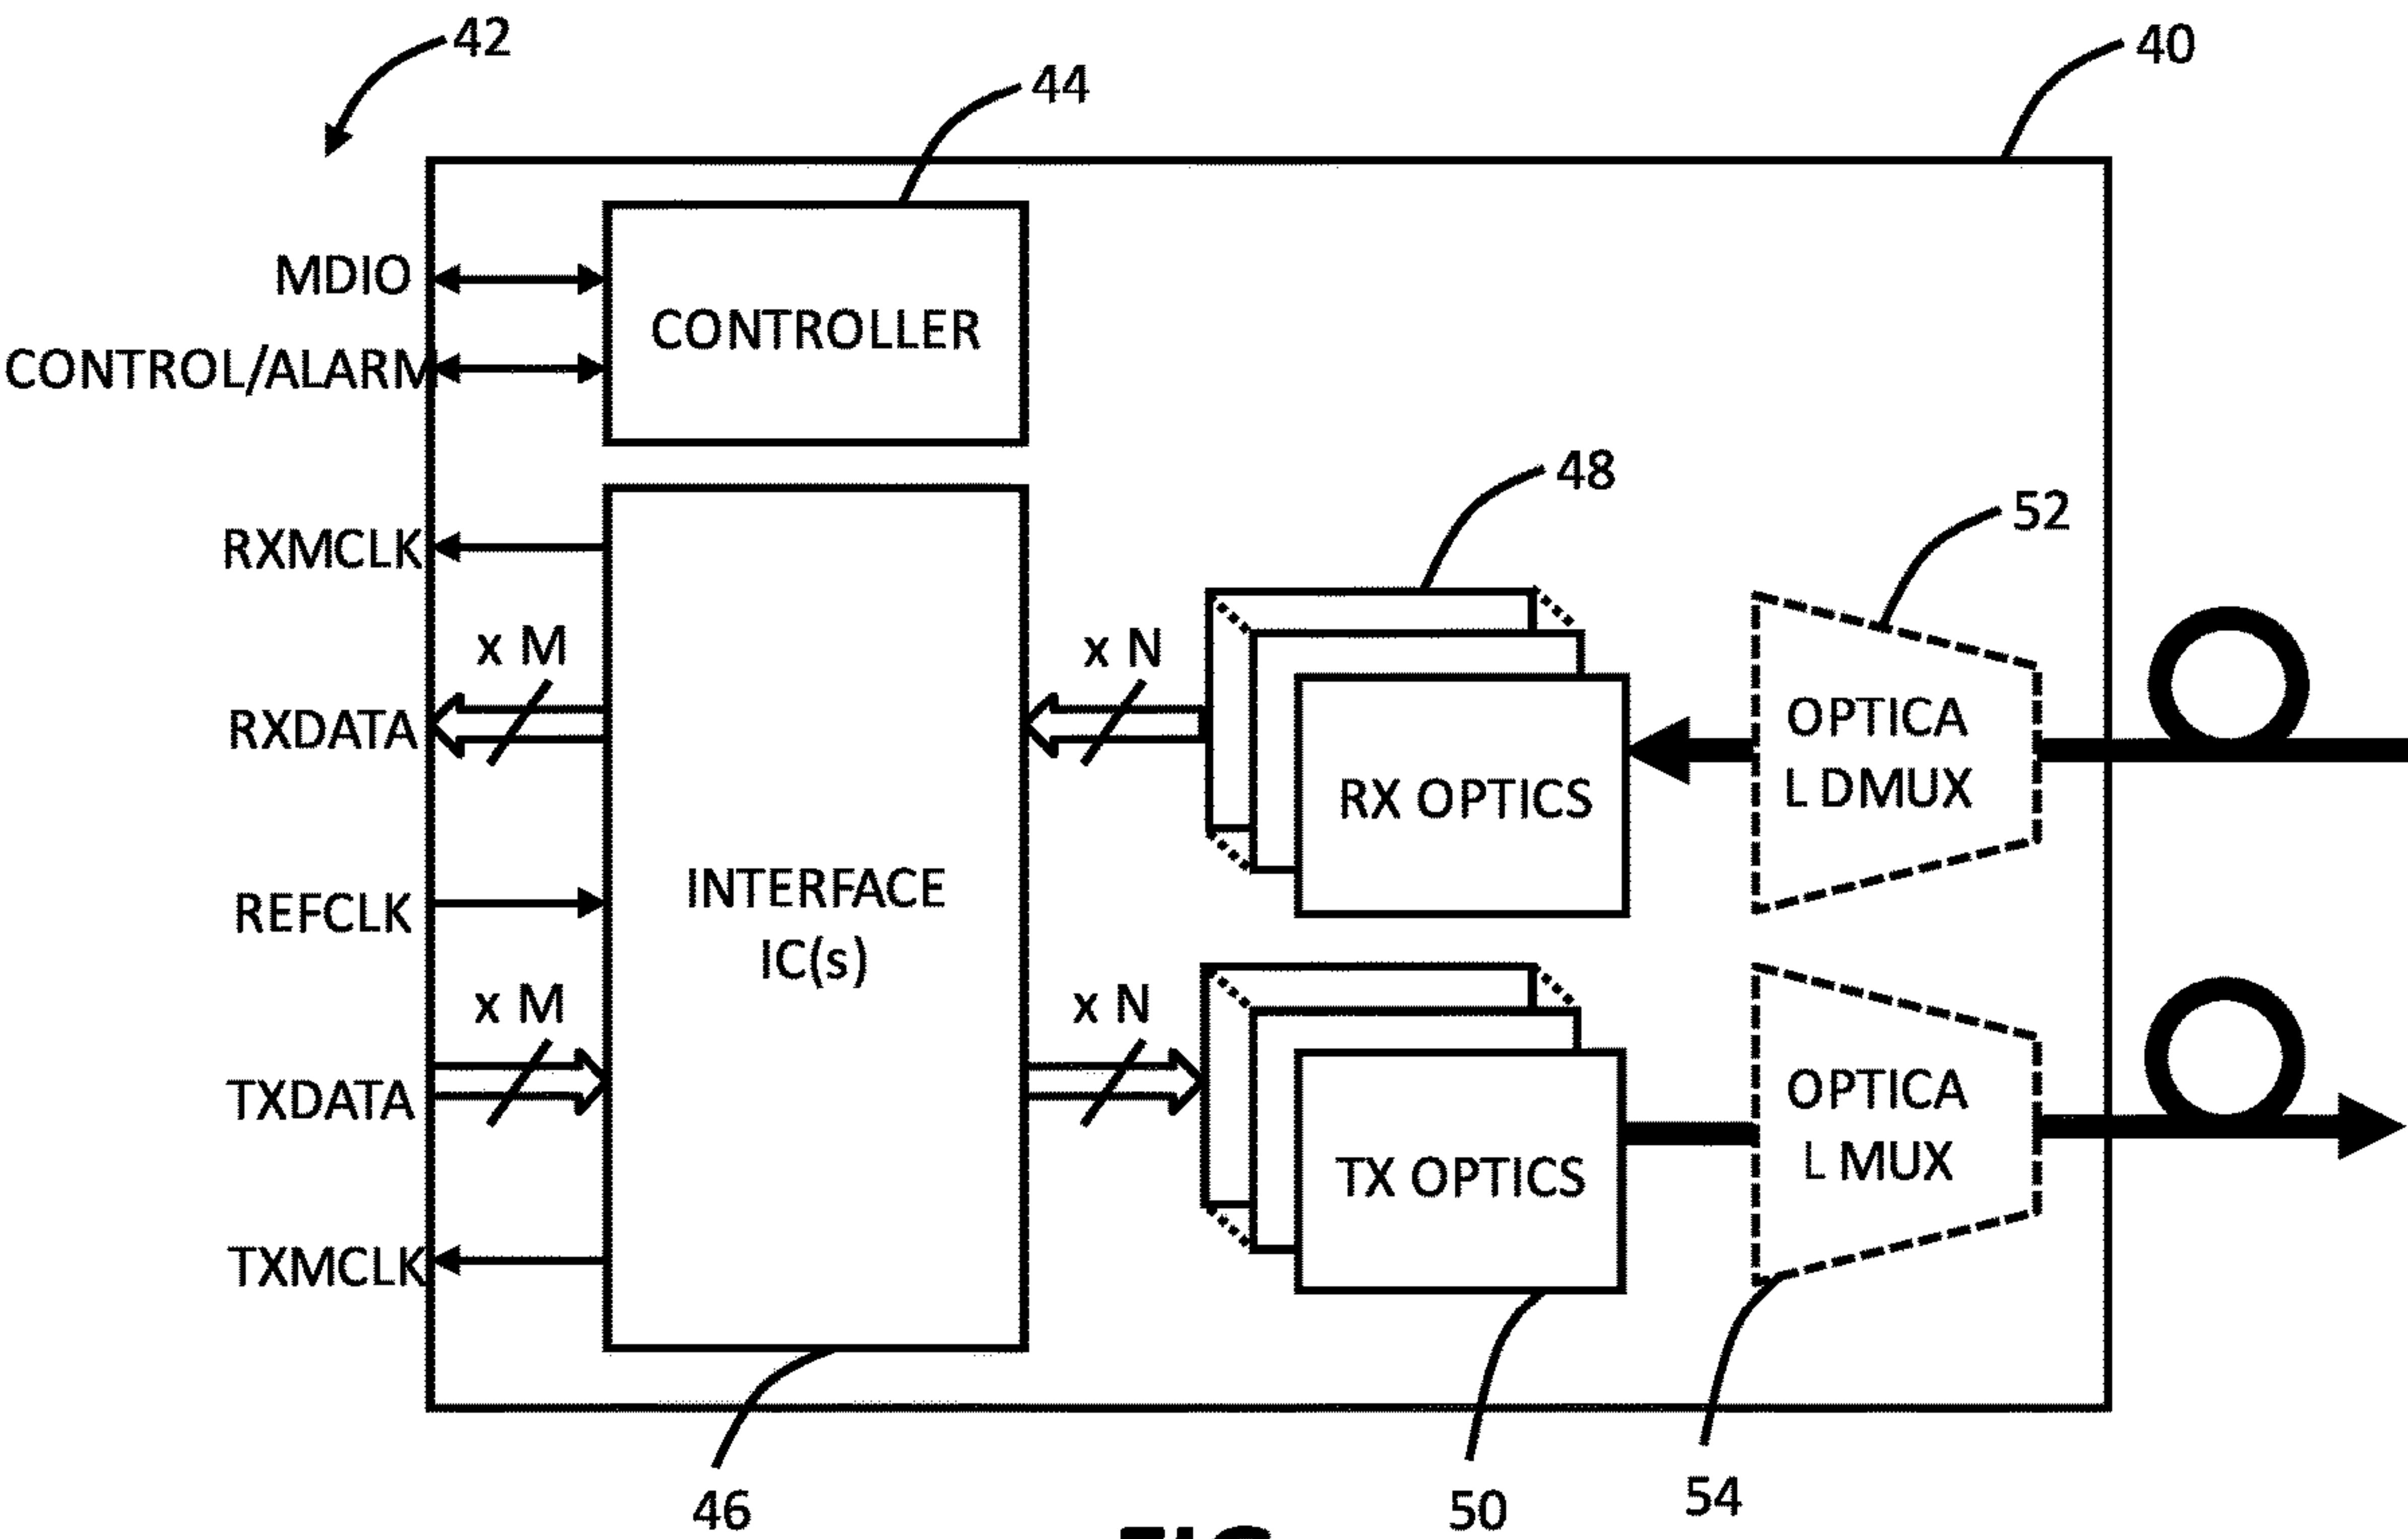 42
40
44
MDIO
CONTROLLER
CONTROL/ALARM
48
52
RXMCLK
x M
x N
OPTICA
L DMUX
RXDATA
RX OPTICS
INTERFACE
IC(s)
REFCLK
x M
x N
OPTICA
L MUX
TXDATA
TX OPTICS
TXMCLK
46
50
54